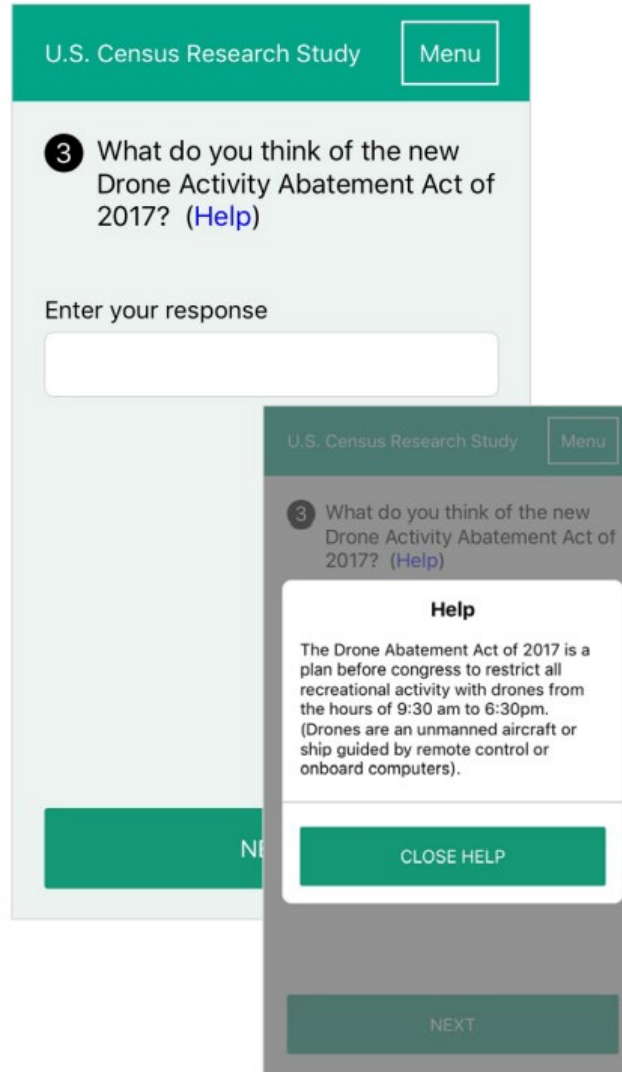 U.S. Census Research Study
Menu
3 What do you think of the new
Drone Activity Abatement Act of
2017? (Help)
Enter your response
NE
U.S. Census Research Study
Menu
3 What do you think of the new
Drone Activity Abatement Act of
2017? (Help)
Help
The Drone Abatement Act of 2017 is a
plan before congress to restrict all
recreational activity with drones from
the hours of 9:30 am to 6:30pm.
(Drones are an unmanned aircraft or
ship guided by remote control or
onboard computers).
CLOSE HELP
NEXT